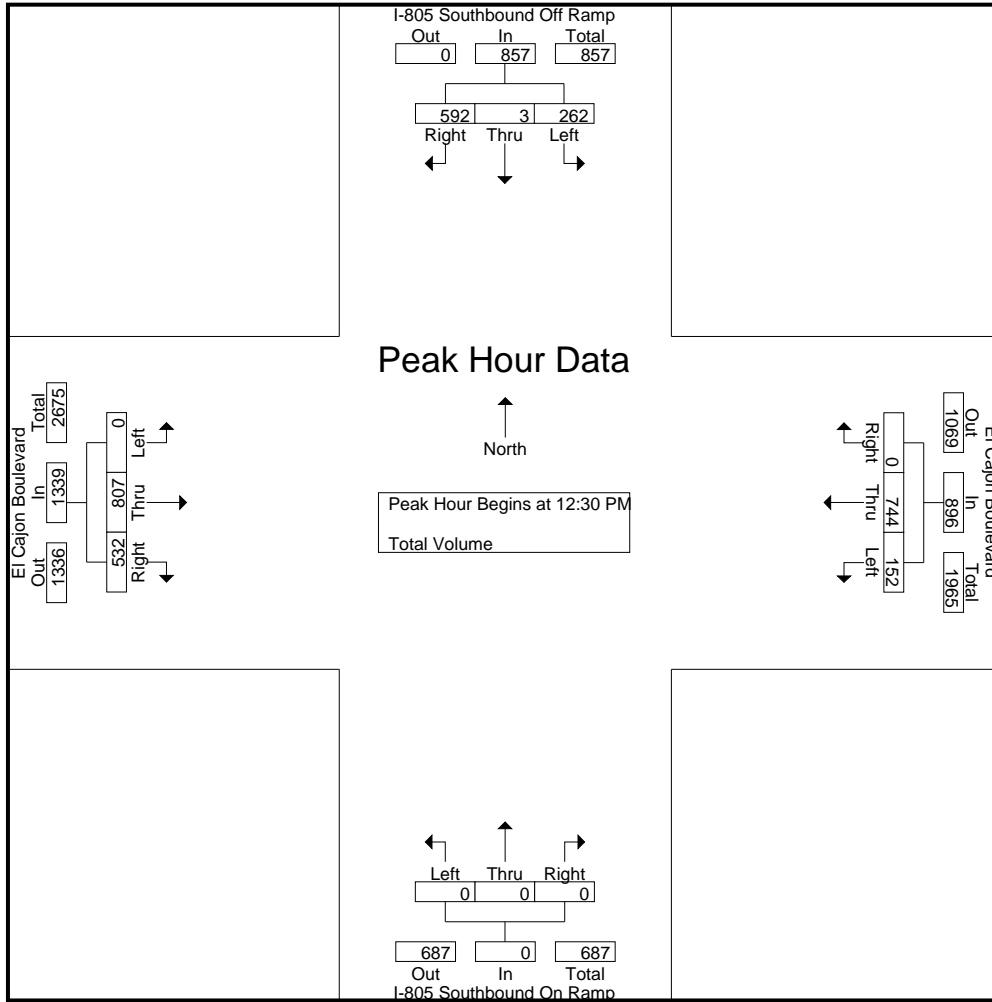 I-805 Southbound Off Ramp
Out In Total
0 857 857
592 3 262
Right Thru Left
Peak Hour Data
North
Peak Hour Begins at 12:30 PM
Total Volume
El Cajon Boulevard
Out In Total
1336 1339 2675
0 807 532
Left Thru Right
El Cajon Boulevard
Out In Total
1069 896 1965
0 744 152
Right Thru Left
Left Thru Right
0 0 0
687 0 687
Out In Total
I-805 Southbound On Ramp